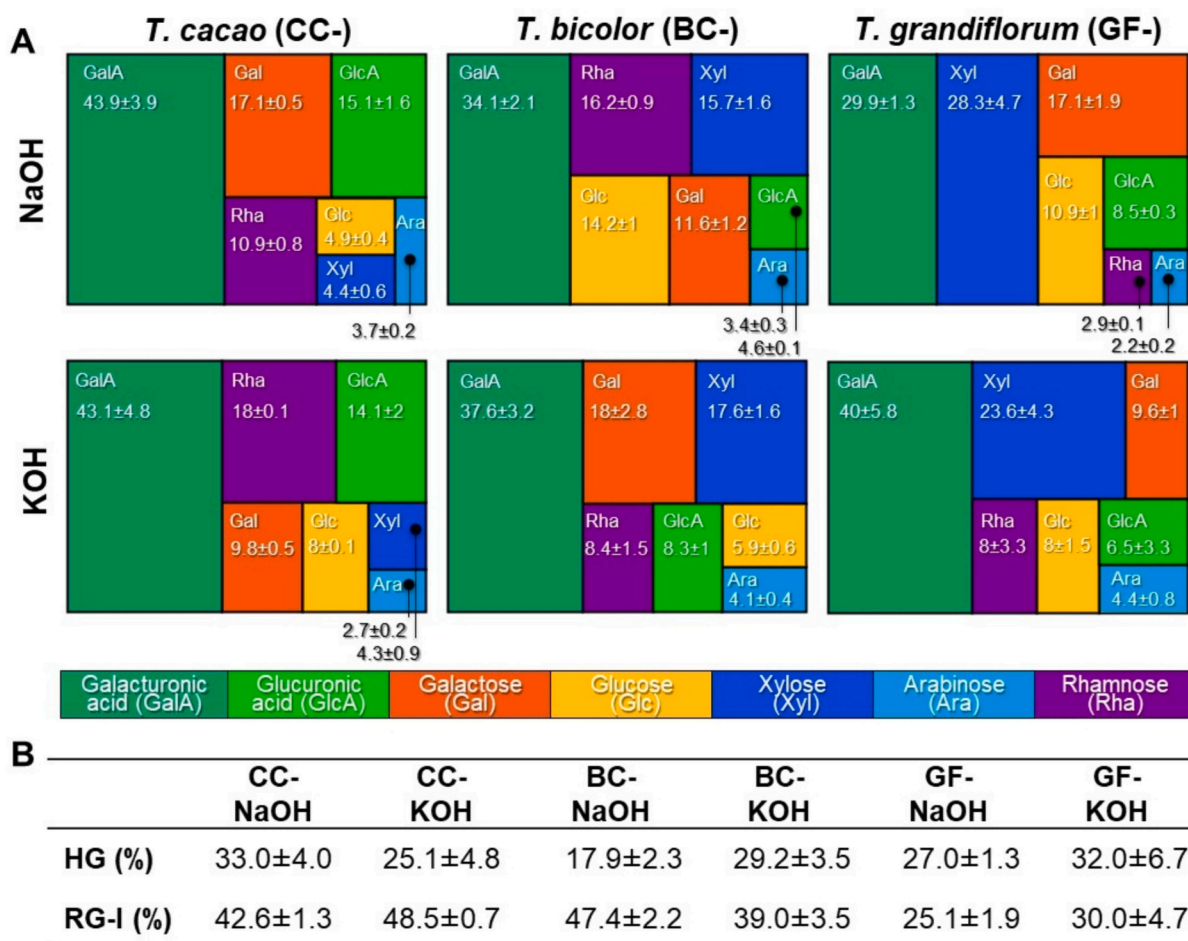 A
T. cacao (CC-)
T. bicolor (BC-)
T. grandiflorum (GF-)
NaOH
GalA
43.9±3.9
Gal
17.1±0.5
GlcA
15.1±1.6
Rha
10.9±0.8
Glc
4.9±0.4
Xyl
4.4±0.6
Ara
3.7±0.2
GalA
34.1±2.1
Rha
16.2±0.9
Xyl
15.7±1.6
Glc
14.2±1
Gal
11.6±1.2
GlcA
Ara
3.4±0.3
4.6±0.1
GalA
29.9±1.3
Xyl
28.3±4.7
Gal
17.1±1.9
Glc
10.9±1
GlcA
8.5±0.3
Rha
Ara
2.9±0.1
2.2±0.2
KOH
GalA
43.1±4.8
Rha
18±0.1
GlcA
14.1±2
Gal
9.8±0.5
Glc
8±0.1
Xyl
Ara
2.7±0.2
4.3±0.9
GalA
37.6±3.2
Gal
18±2.8
Xyl
17.6±1.6
Rha
8.4±1.5
GlcA
8.3±1
Glc
5.9±0.6
Ara
4.1±0.4
GalA
40±5.8
Xyl
23.6±4.3
Gal
9.6±1
Rha
8±3.3
Glc
8±1.5
GlcA
6.5±3.3
Ara
4.4±0.8
Galacturonic
acid (GalA)
Glucuronic
acid (GlcA)
Galactose
(Gal)
Glucose
(Glc)
Xylose
(Xyl)
Arabinose
(Ara)
Rhamnose
(Rha)
B
CC-
NaOH
CC-
KOH
BC-
NaOH
BC-
KOH
GF-
NaOH
GF-
KOH
HG (%) 33.0±4.0 25.1±4.8 17.9±2.3 29.2±3.5 27.0±1.3 32.0±6.7
RG-I (%) 42.6±1.3 48.5±0.7 47.4±2.2 39.0±3.5 25.1±1.9 30.0±4.7